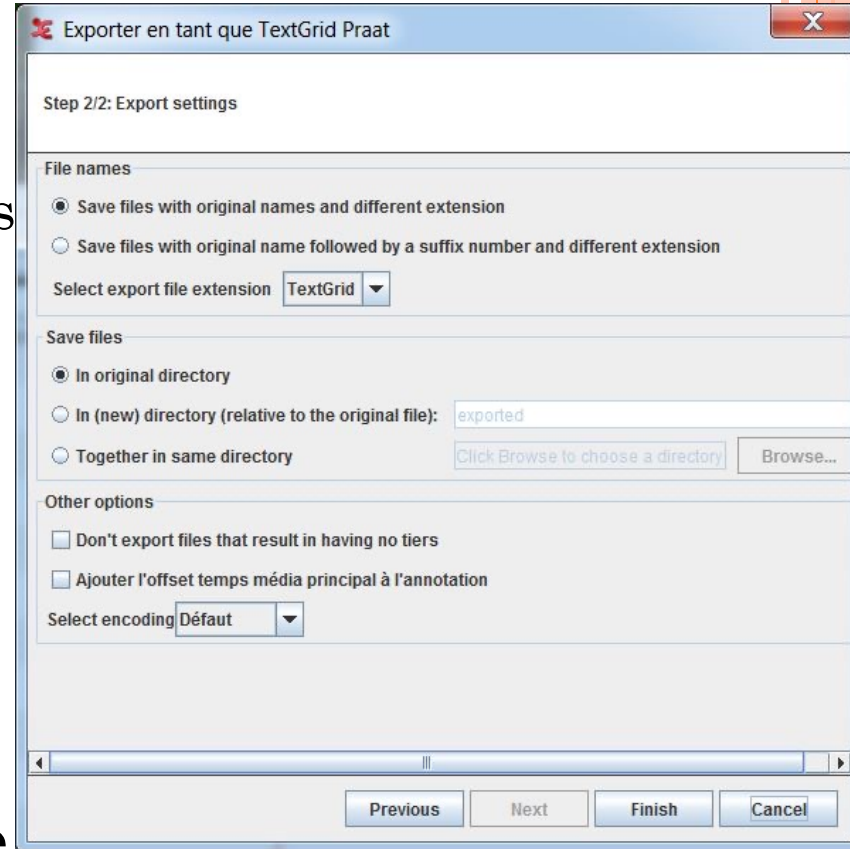 Exporter en tant que TextGrid Praat
Step 2/2: Export settings
File names
s
Save files with original names and different extension
Save files with original name followed by a suffix number and different extension
Select export file extension TextGrid
Save files
In original directory
In (new) directory (relative to the original file): exported
Together in same directory Click Browse to choose a directory Browse...
Other options
Don't export files that result in having no tiers
Ajouter l'offset temps média principal à l'annotation
Select encoding Défaut
Previous Next Finish Cancel
e